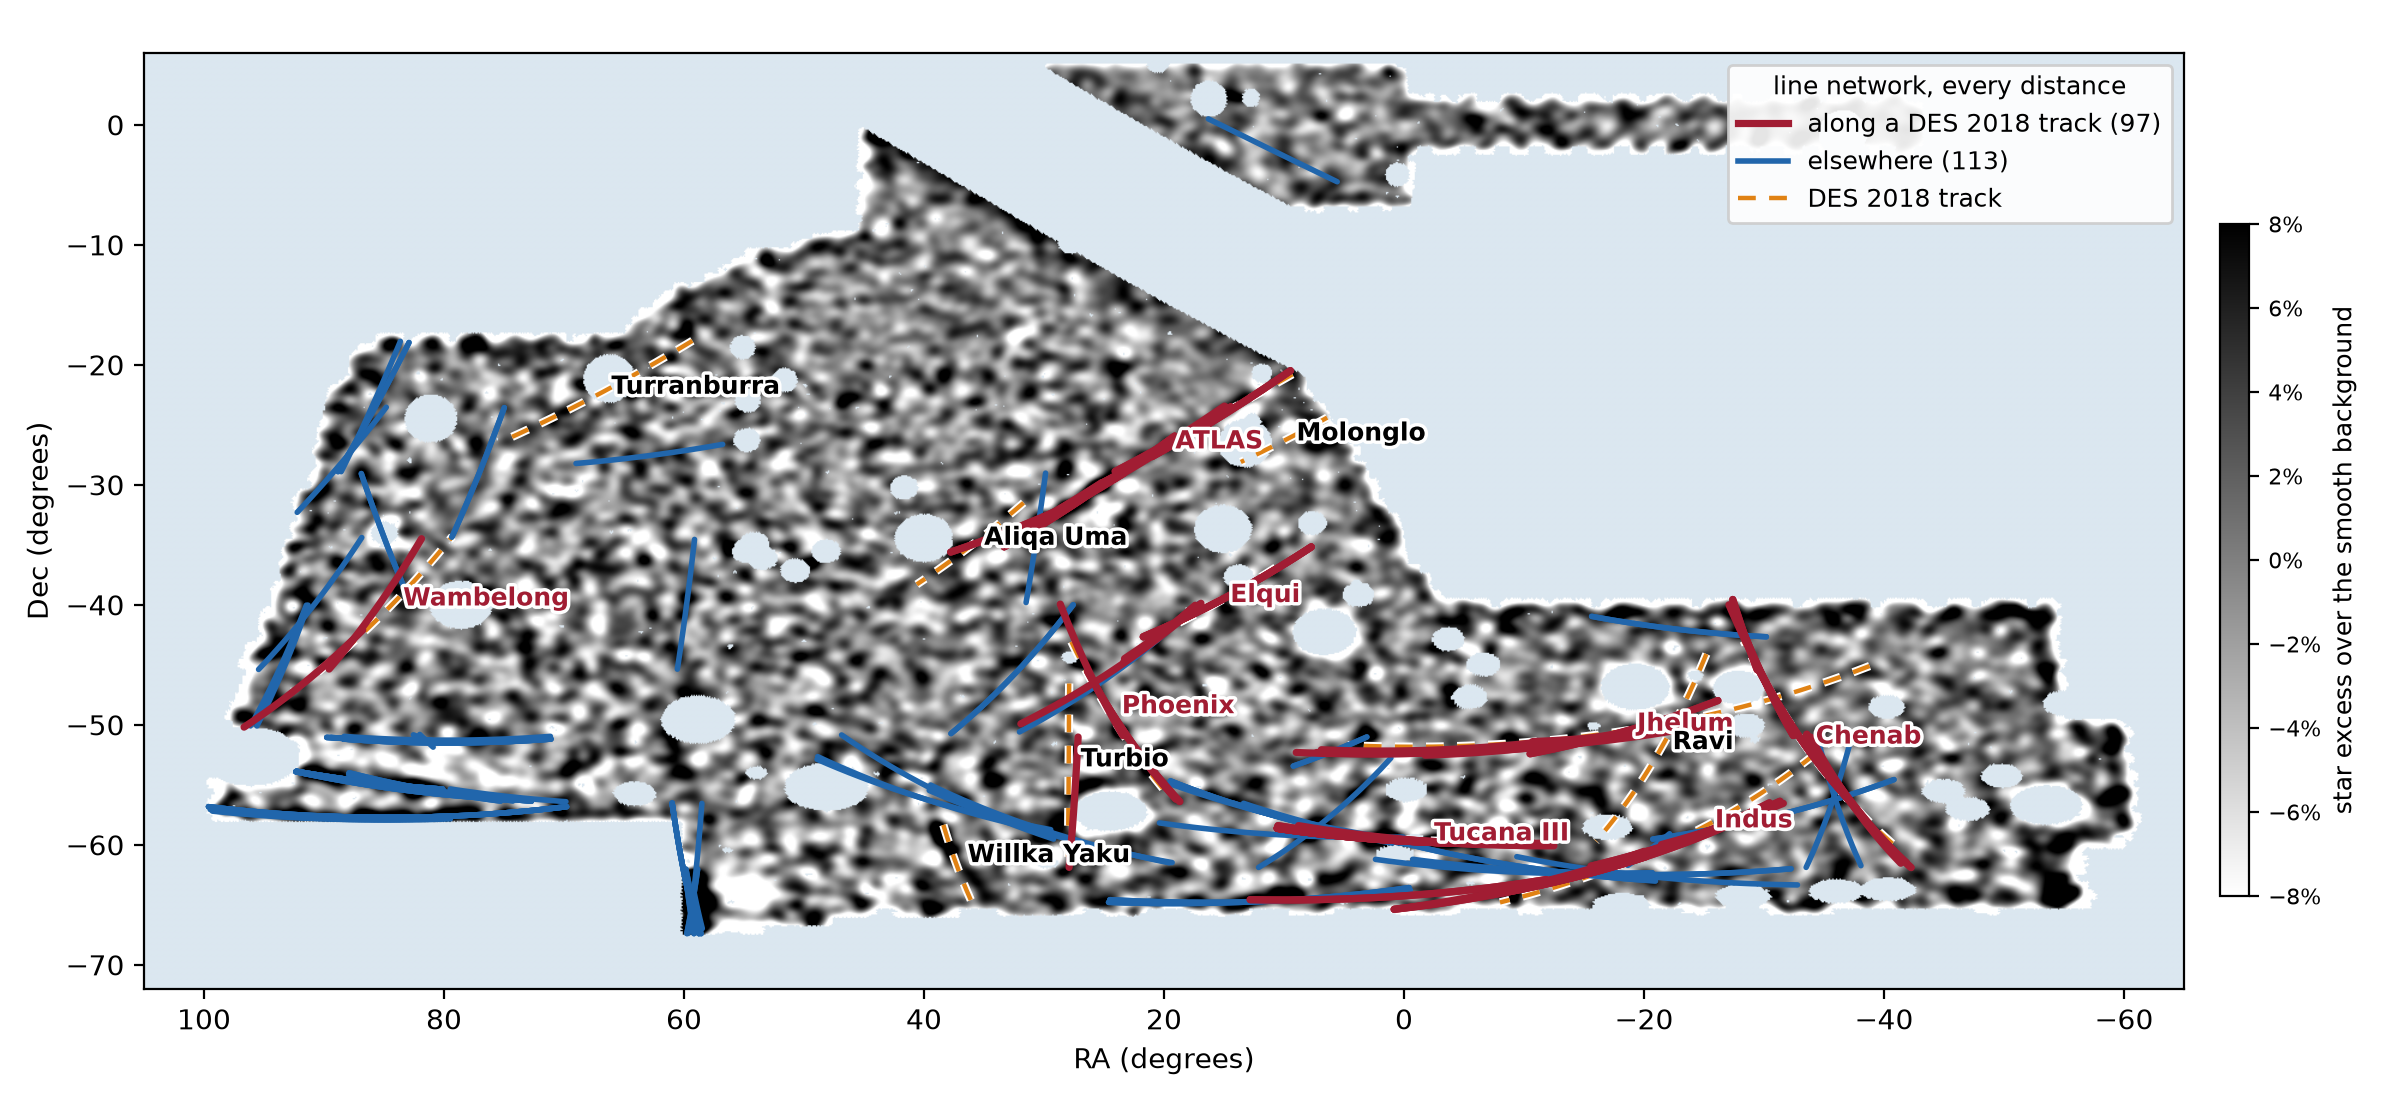 line network, every distance
along a DES 2018 track (97)
elsewhere (113)
DES 2018 track
0
−10
−20
−30
−40
−50
−60
−70
Dec (degrees)
100
80
60
40
20
0
−20
−40
−60
RA (degrees)
Turranburra
ATLAS
Molonglo
Aliqa Uma
Wambelong
Elqui
Phoenix
Jhelum
Chenab
Ravi
Turbio
Indus
Tucana III
Willka Yaku
8%
6%
4%
2%
0%
−2%
−4%
−6%
−8%
star excess over the smooth background